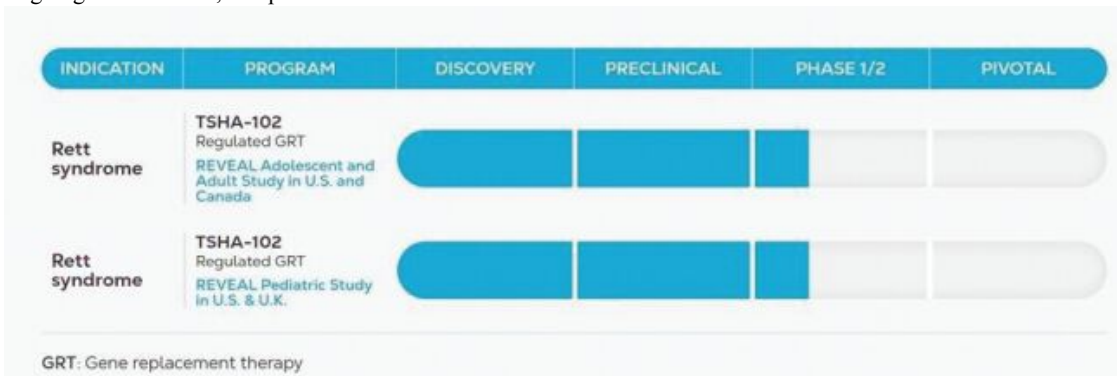 INDICATION PROGRAM DISCOVERY PRECLINICAL PHASE 1/2 PIVOTAL
Rett
syndrome
TSHA-102
Regulated GRT
REVEAL Adolescent and
Adult Study in U.S. and
Canada
Rett
syndrome
TSHA-102
Regulated GRT
REVEAL Pediatric Study
in U.S. & U.K.
GRT: Gene replacement therapy